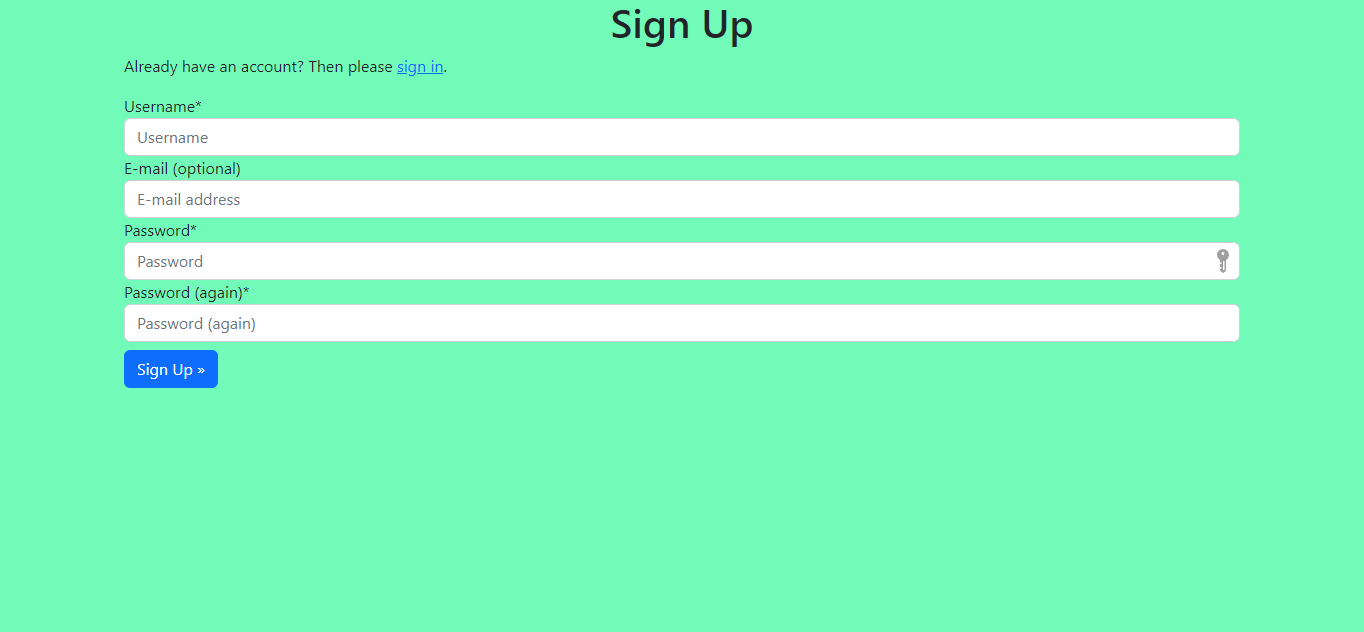 Sign Up
Already have an account? Then please sign in.
Username*
Username
E-mail (optional)
E-mail address
Password*
Password
Password (again)*
Password (again)
Sign Up »